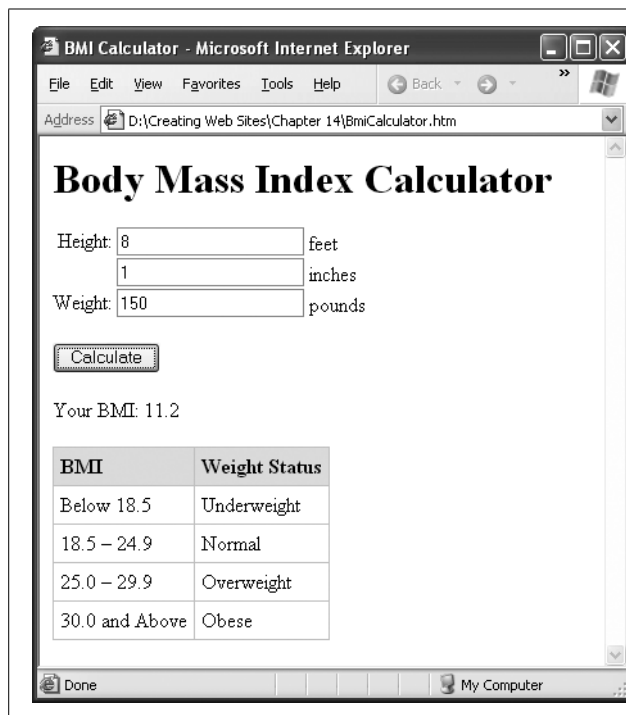 BMI Calculator - Microsoft Internet Explorer
File Edit View Favorites Tools Help Back »
Address D:\Creating Web Sites\Chapter 14\BmiCalculator.htm
Body Mass Index Calculator
Height: 8 feet
1 inches
Weight: 150 pounds
Calculate
Your BMI: 11.2
BMI Weight Status
Below 18.5 Underweight
18.5 – 24.9 Normal
25.0 – 29.9 Overweight
30.0 and Above Obese
Done My Computer